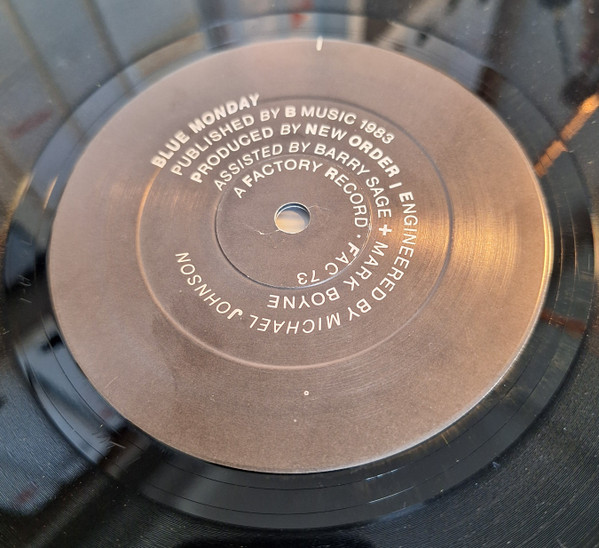 BLUE MONDAY
PUBLISHED BY B MUSIC 1983
PRODUCED BY NEW ORDER / ENGINEERED BY MICHAEL JOHNSON
ASSISTED BY BARRY SAGE + MARK BOYNE
A FACTORY RECORD · FAC 73